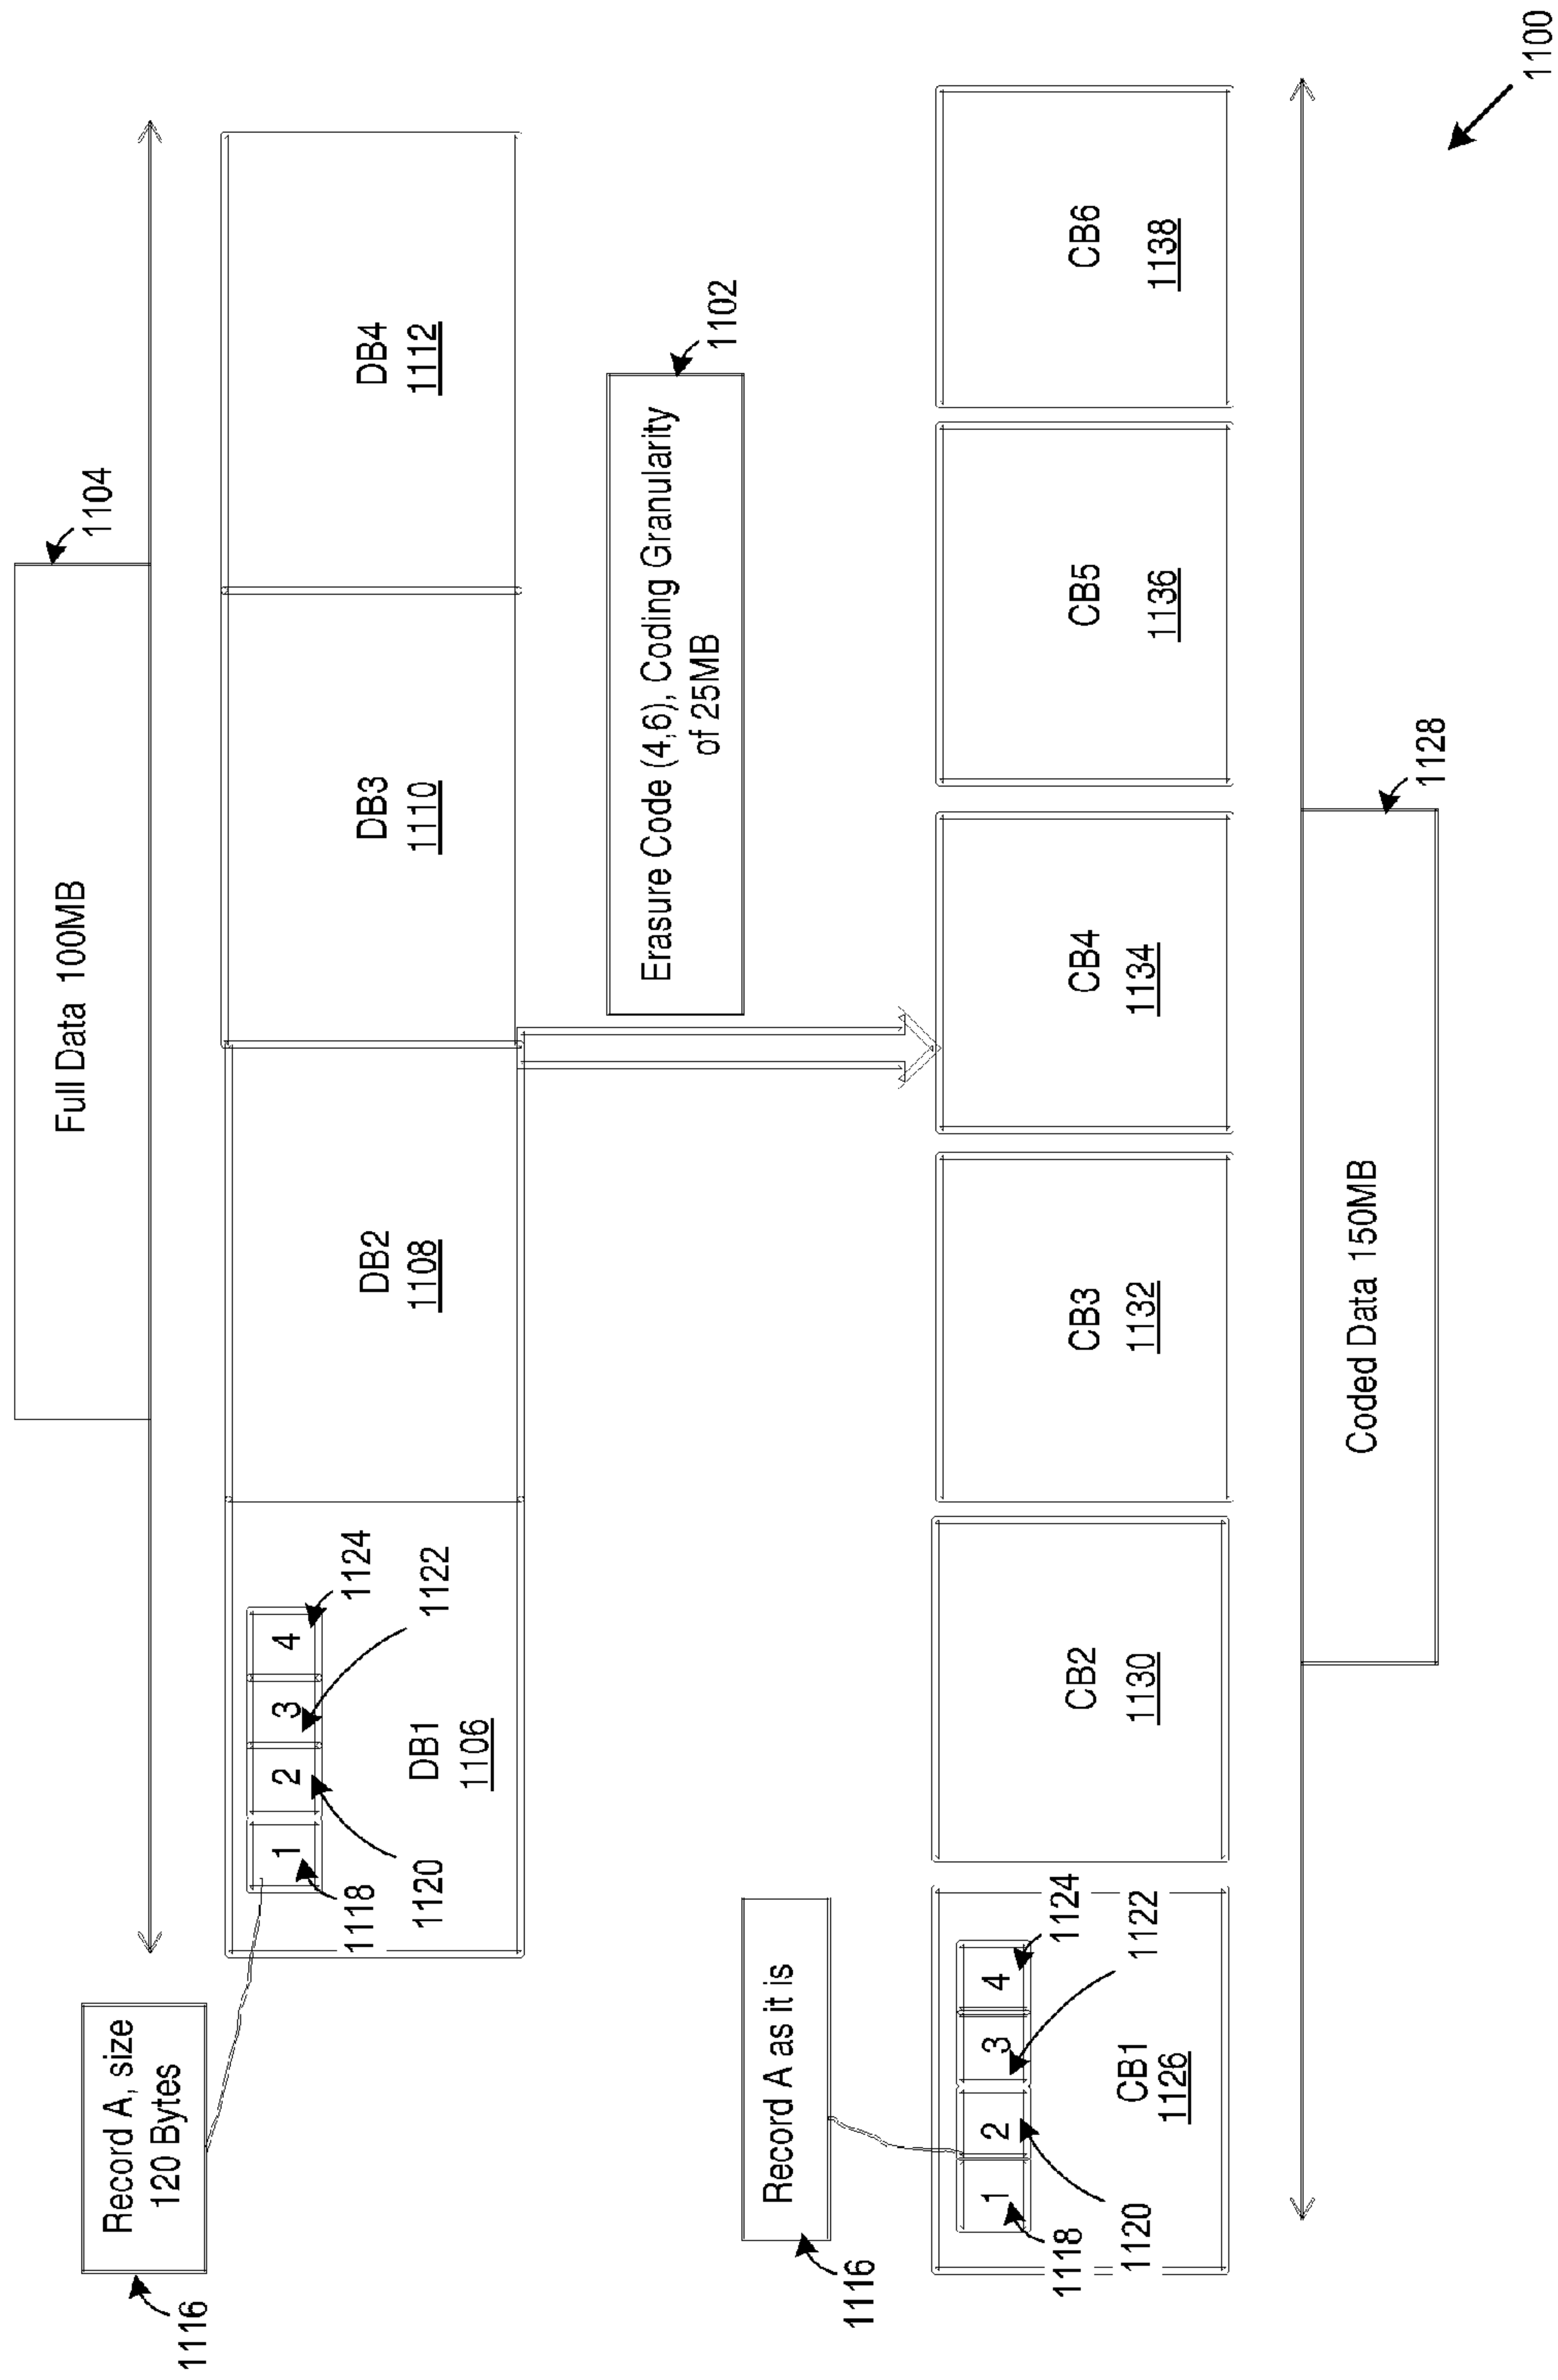 Full Data 100MB
1104
Record A, size
120 Bytes
1116
1
2
3
4
1118
1120
1122
1124
DB1
1106
DB2
1108
DB3
1110
DB4
1112
Erasure Code (4,6), Coding Granularity
of 25MB
1102
Record A as it is
1116
1
2
3
4
1118
1120
1122
1124
CB1
1126
CB2
1130
CB3
1132
CB4
1134
CB5
1136
CB6
1138
Coded Data 150MB
1128
1100